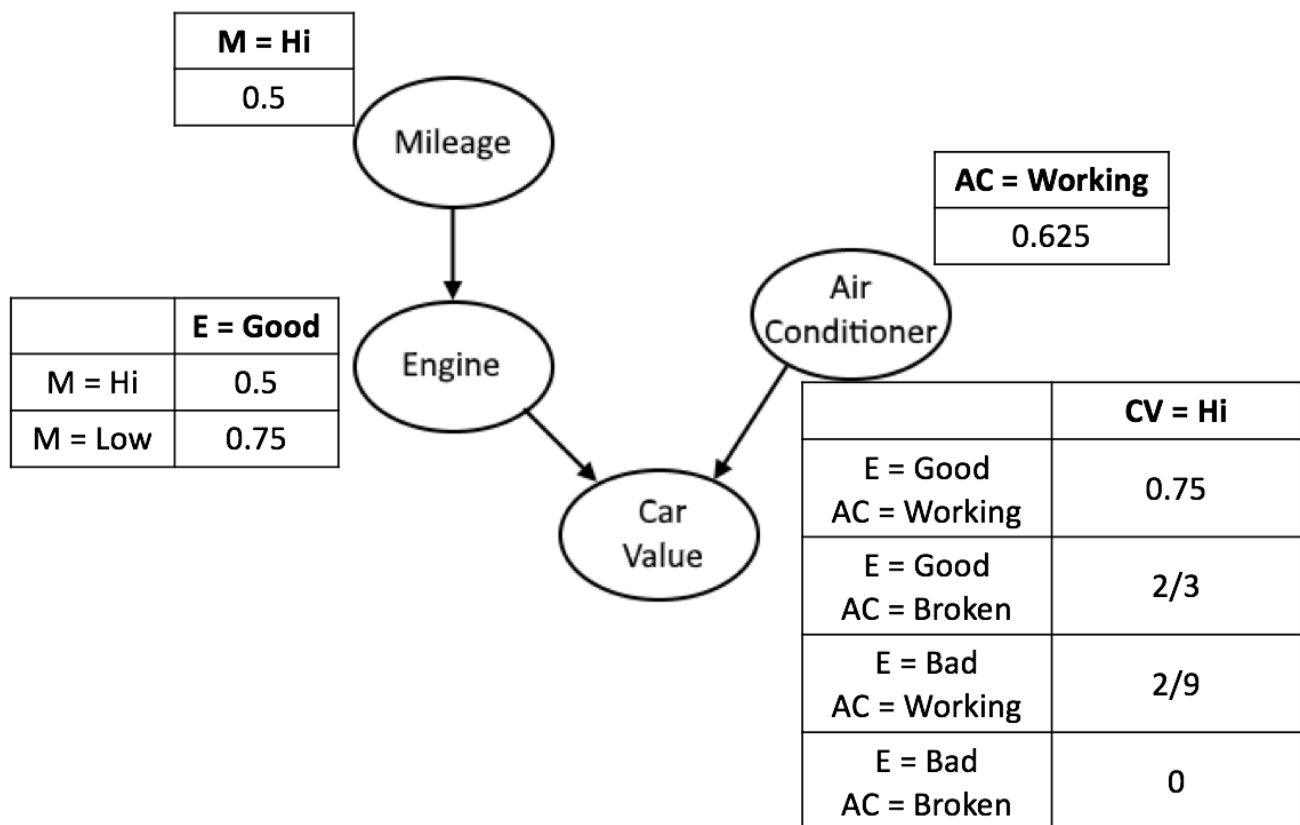 M = Hi
0.5
Mileage
AC = Working
0.625
Air
Conditioner
E = Good
M = Hi 0.5
M = Low 0.75
Engine
Car
Value
CV = Hi
E = Good
AC = Working
0.75
E = Good
AC = Broken
2/3
E = Bad
AC = Working
2/9
E = Bad
AC = Broken
0